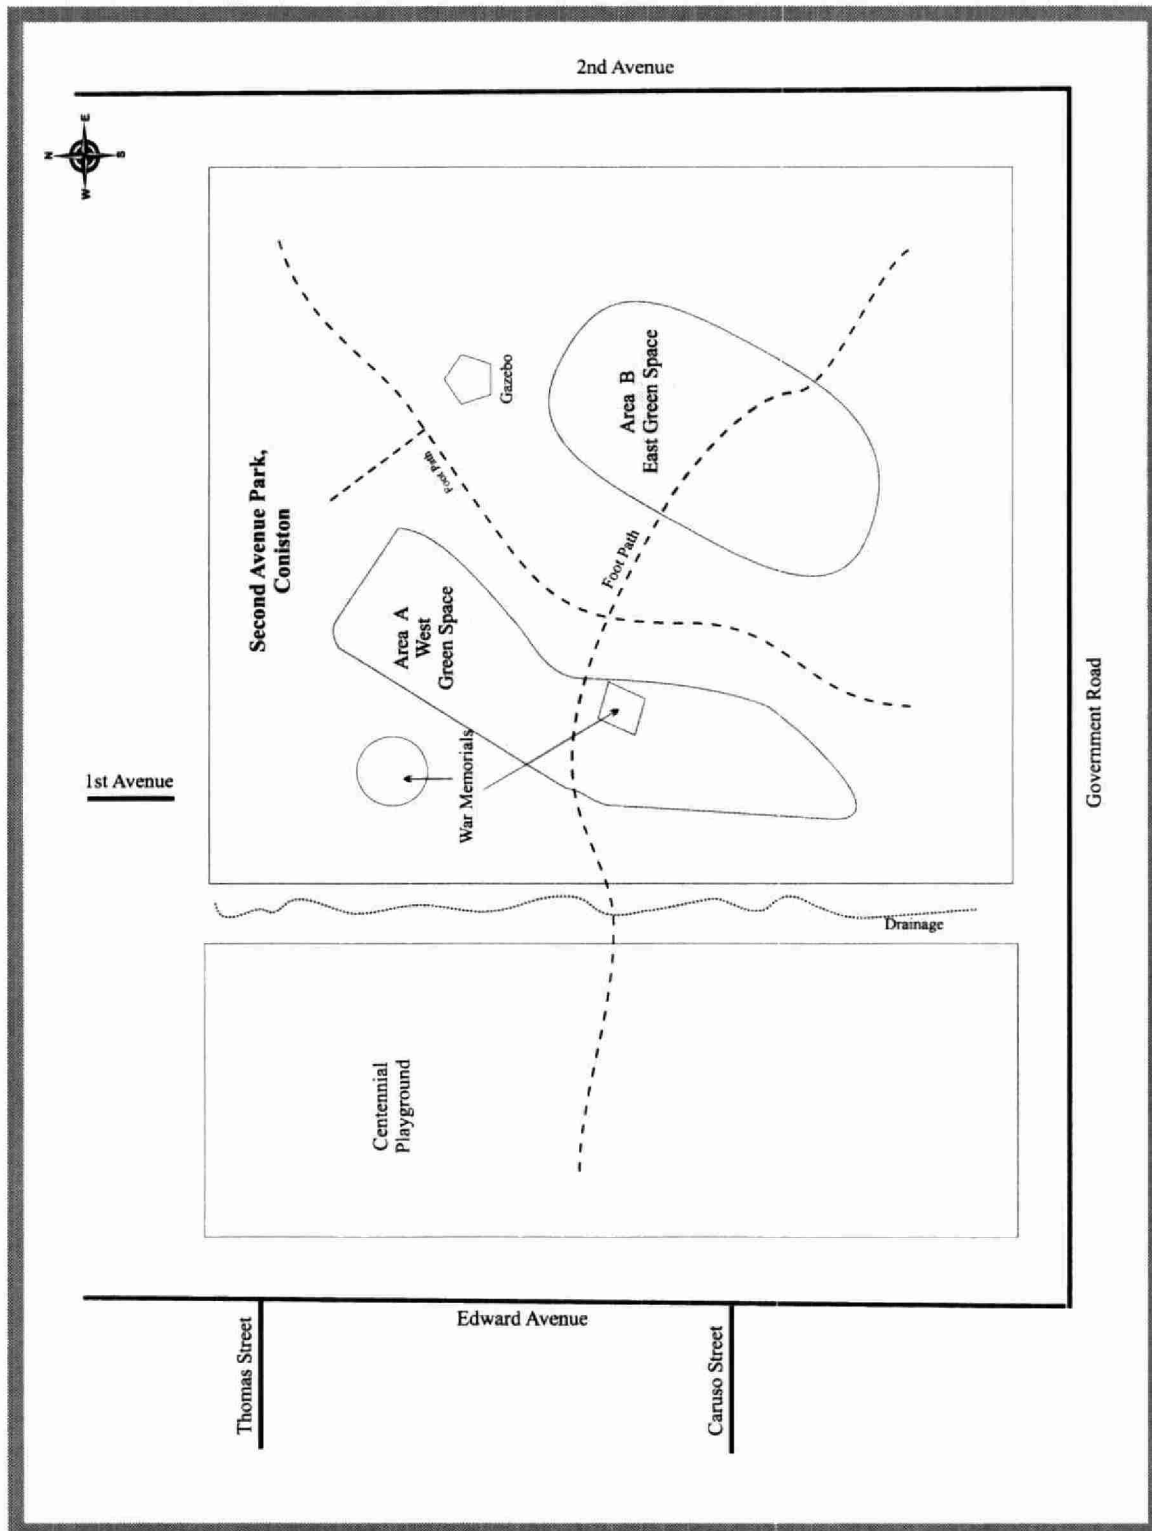 2nd Avenue
N
E
S
W
Second Avenue Park,
Coniston
Foot Path
Gazebo
Area B
East Green Space
Area A
West
Green Space
Foot Path
War Memorials
1st Avenue
Government Road
Drainage
Centennial
Playground
Edward Avenue
Thomas Street
Caruso Street